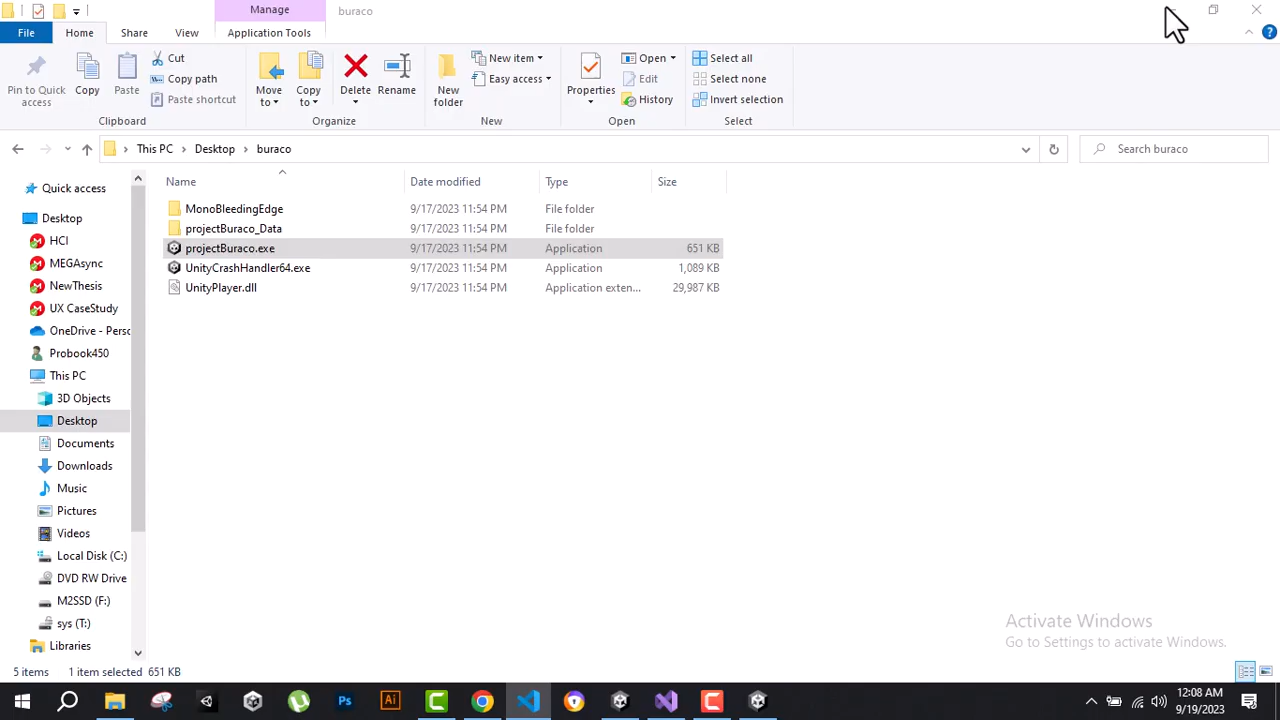 Manage
buraco
File
Home
Share
View
Application Tools
Pin to Quick access
Copy
Paste
Cut
Copy path
Paste shortcut
Clipboard
Move to
Copy to
Delete
Rename
Organize
New folder
New item
Easy access
New
Properties
Open
Edit
History
Open
Select all
Select none
Invert selection
Select
This PC
Desktop
buraco
Search buraco
Name
Date modified
Type
Size
MonoBleedingEdge 9/17/2023 11:54 PM File folder
projectBuraco_Data 9/17/2023 11:54 PM File folder
projectBuraco.exe 9/17/2023 11:54 PM Application 651 KB
UnityCrashHandler64.exe 9/17/2023 11:54 PM Application 1,089 KB
UnityPlayer.dll 9/17/2023 11:54 PM Application exten... 29,987 KB
Quick access
Desktop
HCI
MEGAsync
NewThesis
UX CaseStudy
OneDrive - Perso
Probook450
This PC
3D Objects
Desktop
Documents
Downloads
Music
Pictures
Videos
Local Disk (C:)
DVD RW Drive
M2SSD (F:)
sys (T:)
Libraries
Activate Windows
Go to Settings to activate Windows.
5 items
1 item selected 651 KB
Ps
Ai
12:08 AM
9/19/2023